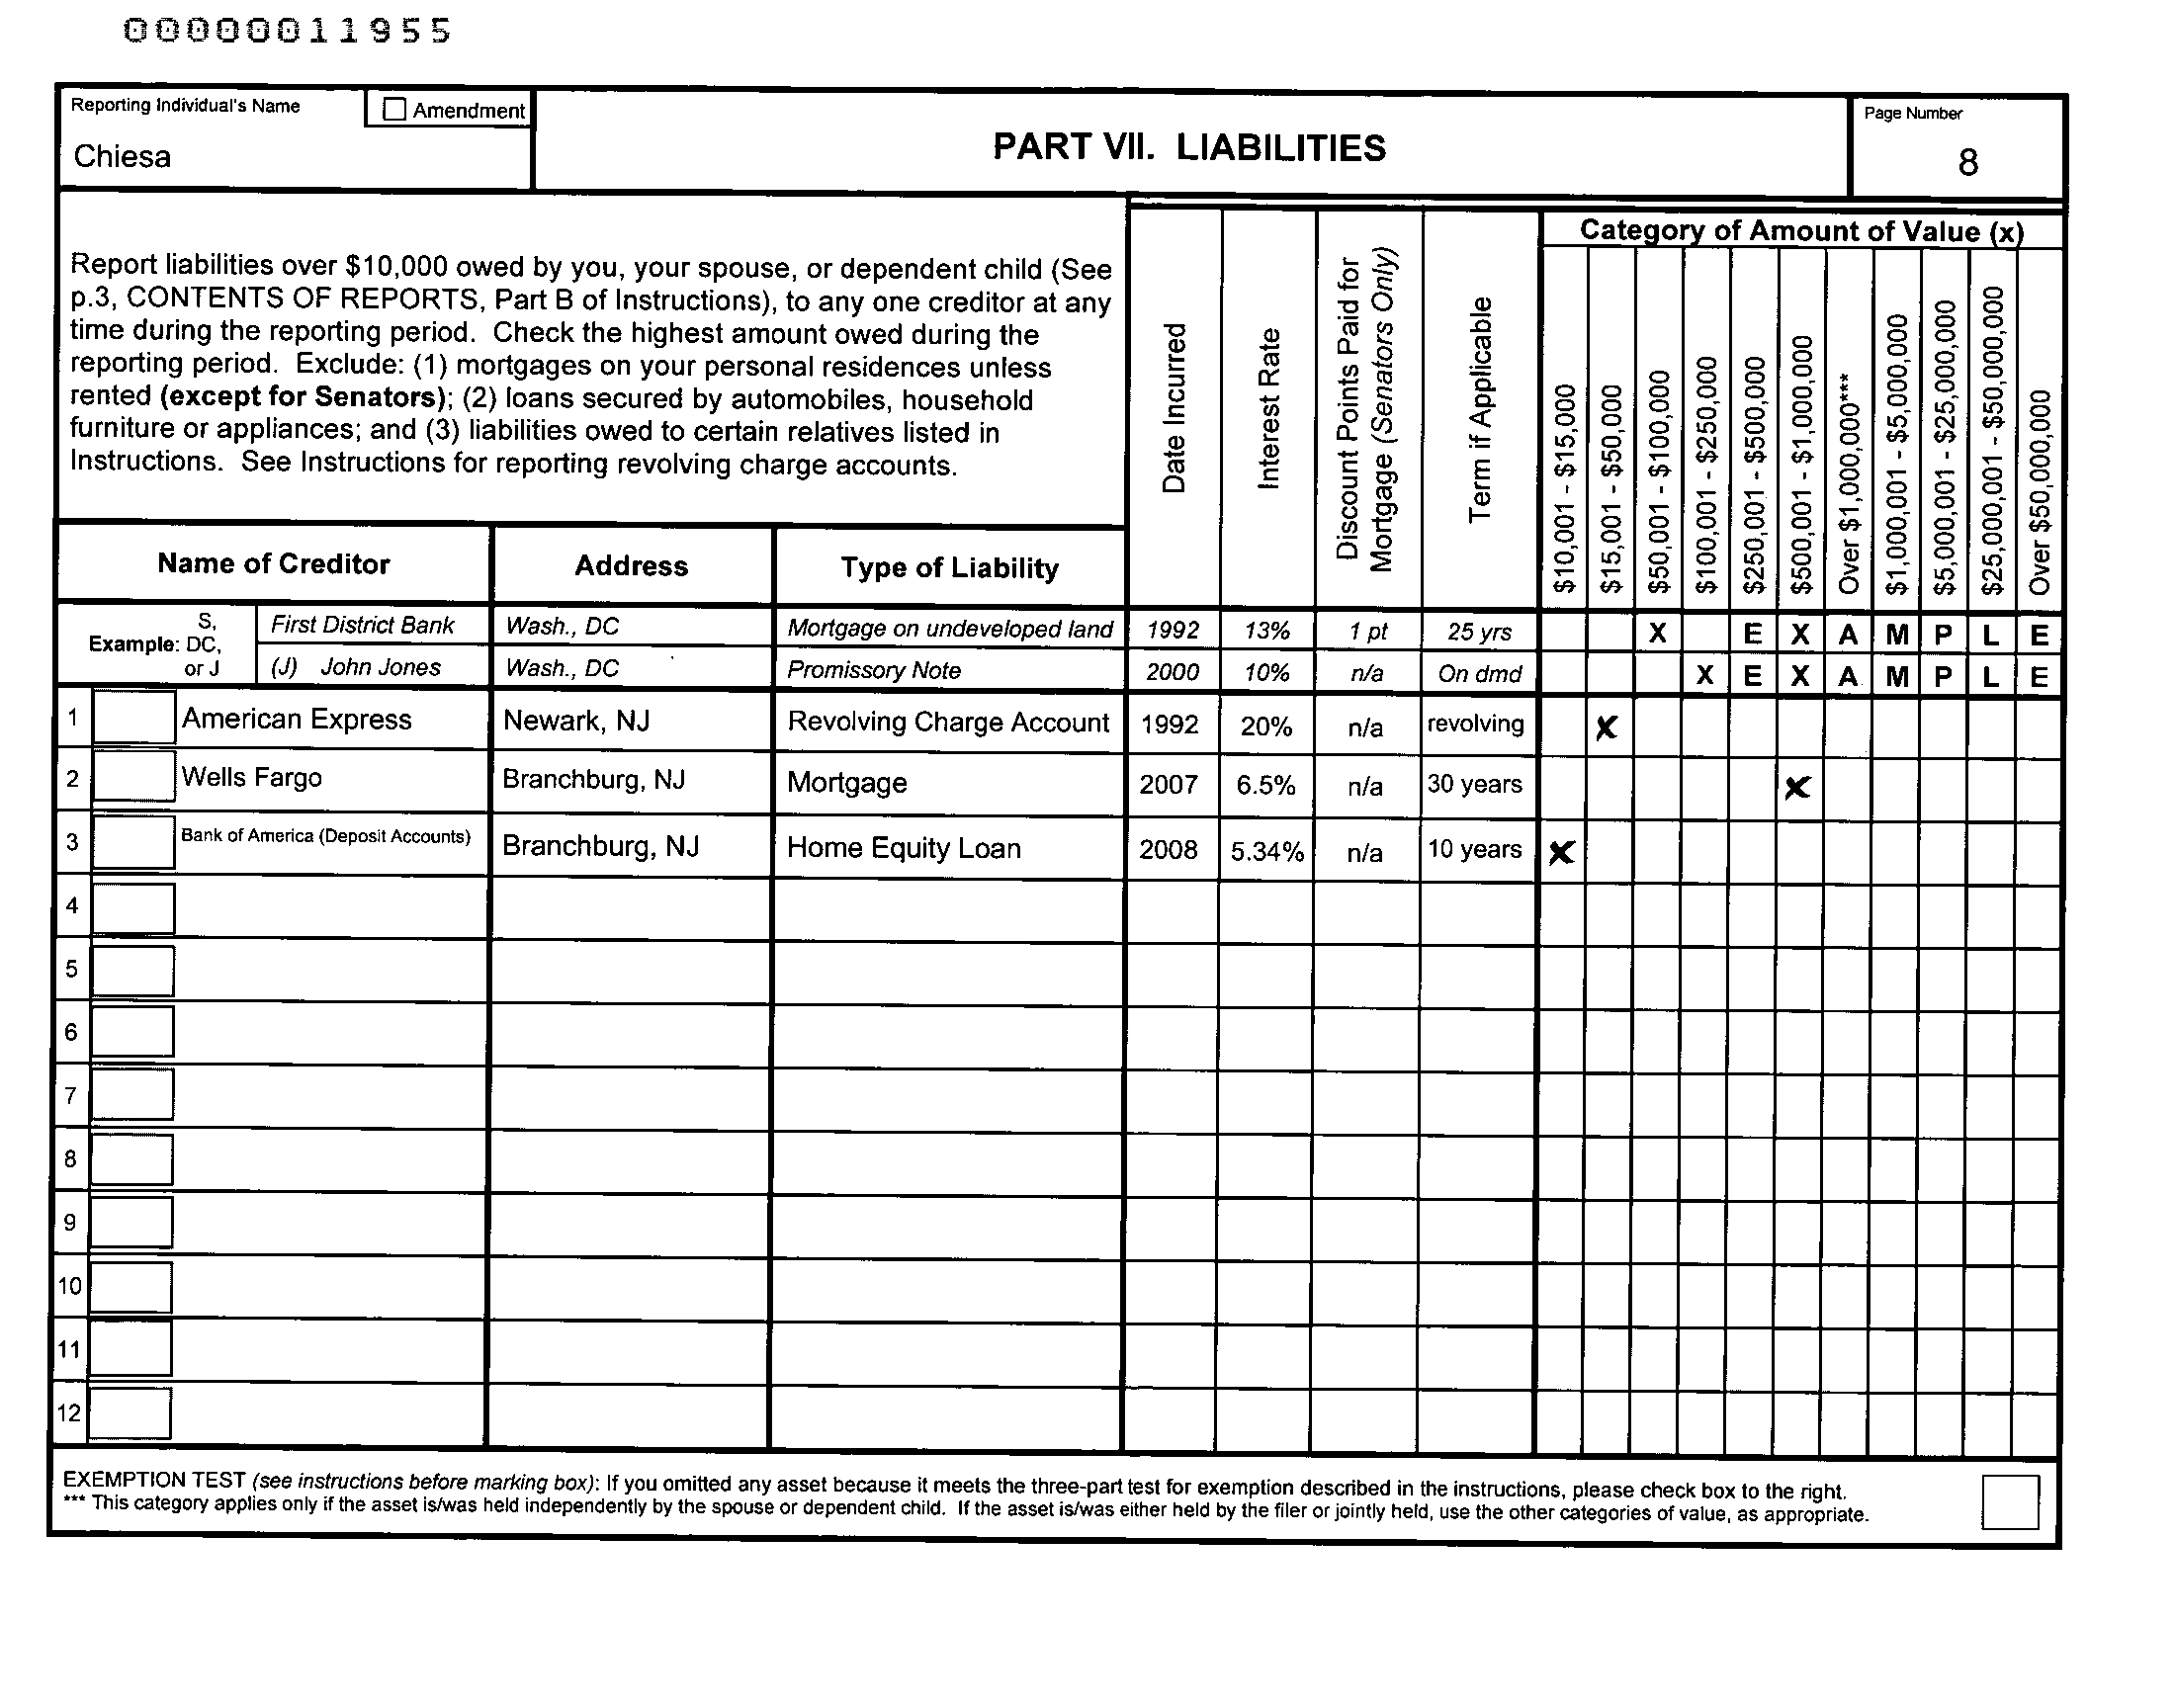 00000011955
Reporting Individual's Name
☐ Amendment
Chiesa
PART VII. LIABILITIES
Page Number
8
Report liabilities over $10,000 owed by you, your spouse, or dependent child (See
p.3, CONTENTS OF REPORTS, Part B of Instructions), to any one creditor at any
time during the reporting period. Check the highest amount owed during the
reporting period. Exclude: (1) mortgages on your personal residences unless
rented (except for Senators); (2) loans secured by automobiles, household
furniture or appliances; and (3) liabilities owed to certain relatives listed in
Instructions. See Instructions for reporting revolving charge accounts.
Date Incurred
Interest Rate
Discount Points Paid for
Mortgage (Senators Only)
Term if Applicable
Category of Amount of Value (x)
$10,001 - $15,000
$15,001 - $50,000
$50,001 - $100,000
$100,001 - $250,000
$250,001 - $500,000
$500,001 - $1,000,000
Over $1,000,000***
$1,000,001 - $5,000,000
$5,000,001 - $25,000,000
$25,000,001 - $50,000,000
Over $50,000,000
Name of Creditor Address Type of Liability
S,
Example: DC,
or J
First District Bank Wash., DC Mortgage on undeveloped land 1992 13% 1 pt 25 yrs X E X A M P L E
(J) John Jones Wash., DC Promissory Note 2000 10% n/a On dmd X E X A M P L E
1 American Express Newark, NJ Revolving Charge Account 1992 20% n/a revolving x
2 Wells Fargo Branchburg, NJ Mortgage 2007 6.5% n/a 30 years x
3 Bank of America (Deposit Accounts) Branchburg, NJ Home Equity Loan 2008 5.34% n/a 10 years x
4
5
6
7
8
9
10
11
12
EXEMPTION TEST (see instructions before marking box): If you omitted any asset because it meets the three-part test for exemption described in the instructions, please check box to the right.
*** This category applies only if the asset is/was held independently by the spouse or dependent child. If the asset is/was either held by the filer or jointly held, use the other categories of value, as appropriate.